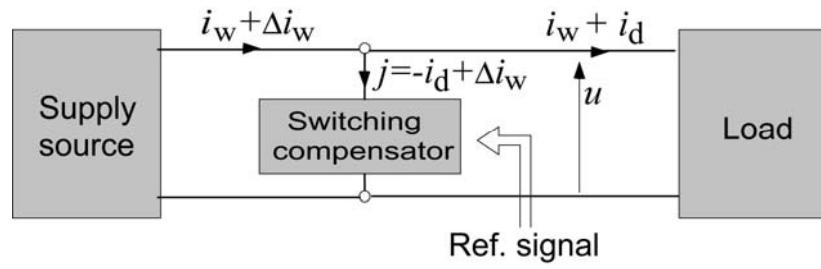 i_w + Δi_w
i_w + i_d
j=-i_d+Δi_w
Supply
source
Switching
compensator
u
Load
Ref. signal